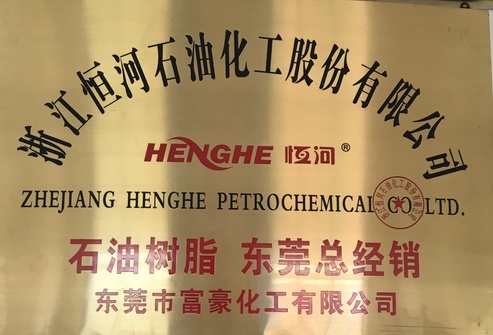 浙江恒河石油化工股份有限公司
HENGHE 恒河®
ZHEJIANG HENGHE PETROCHEMICAL CO LTD.
石油树脂 东莞总经销
东莞市富豪化工有限公司